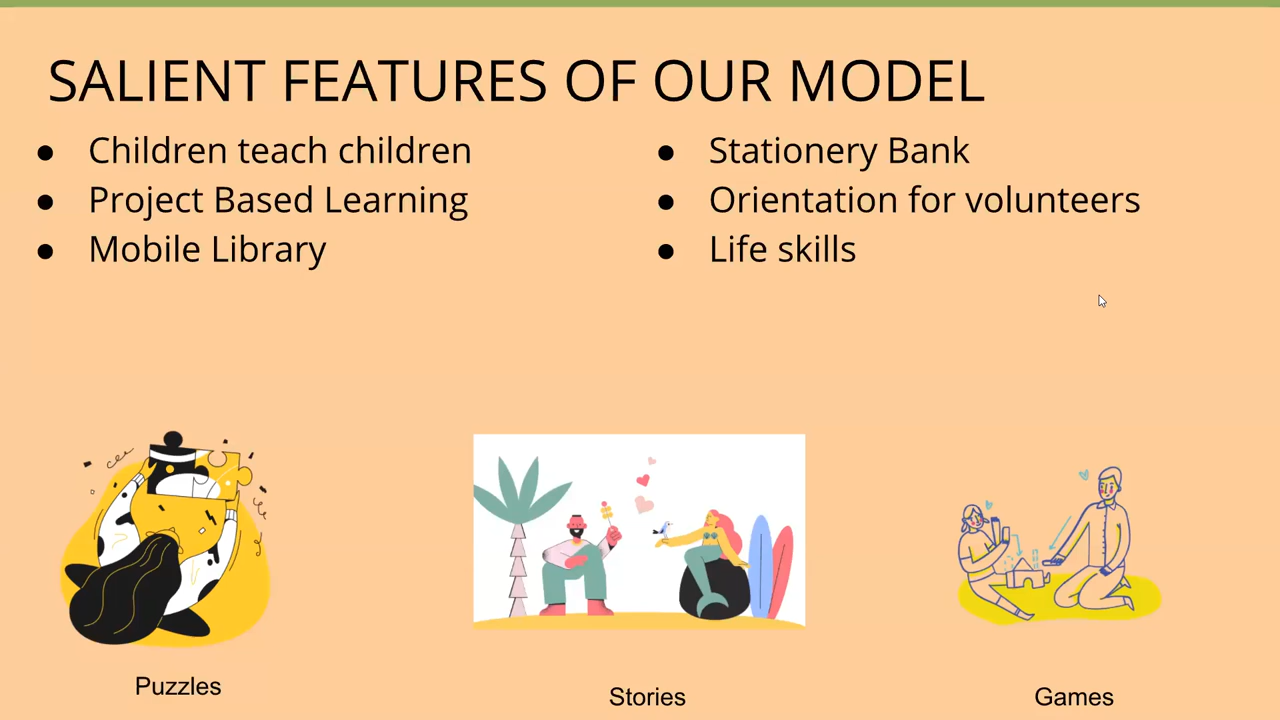 SALIENT FEATURES OF OUR MODEL
● Children teach children
● Project Based Learning
● Mobile Library
● Stationery Bank
● Orientation for volunteers
● Life skills
Puzzles
Stories
Games